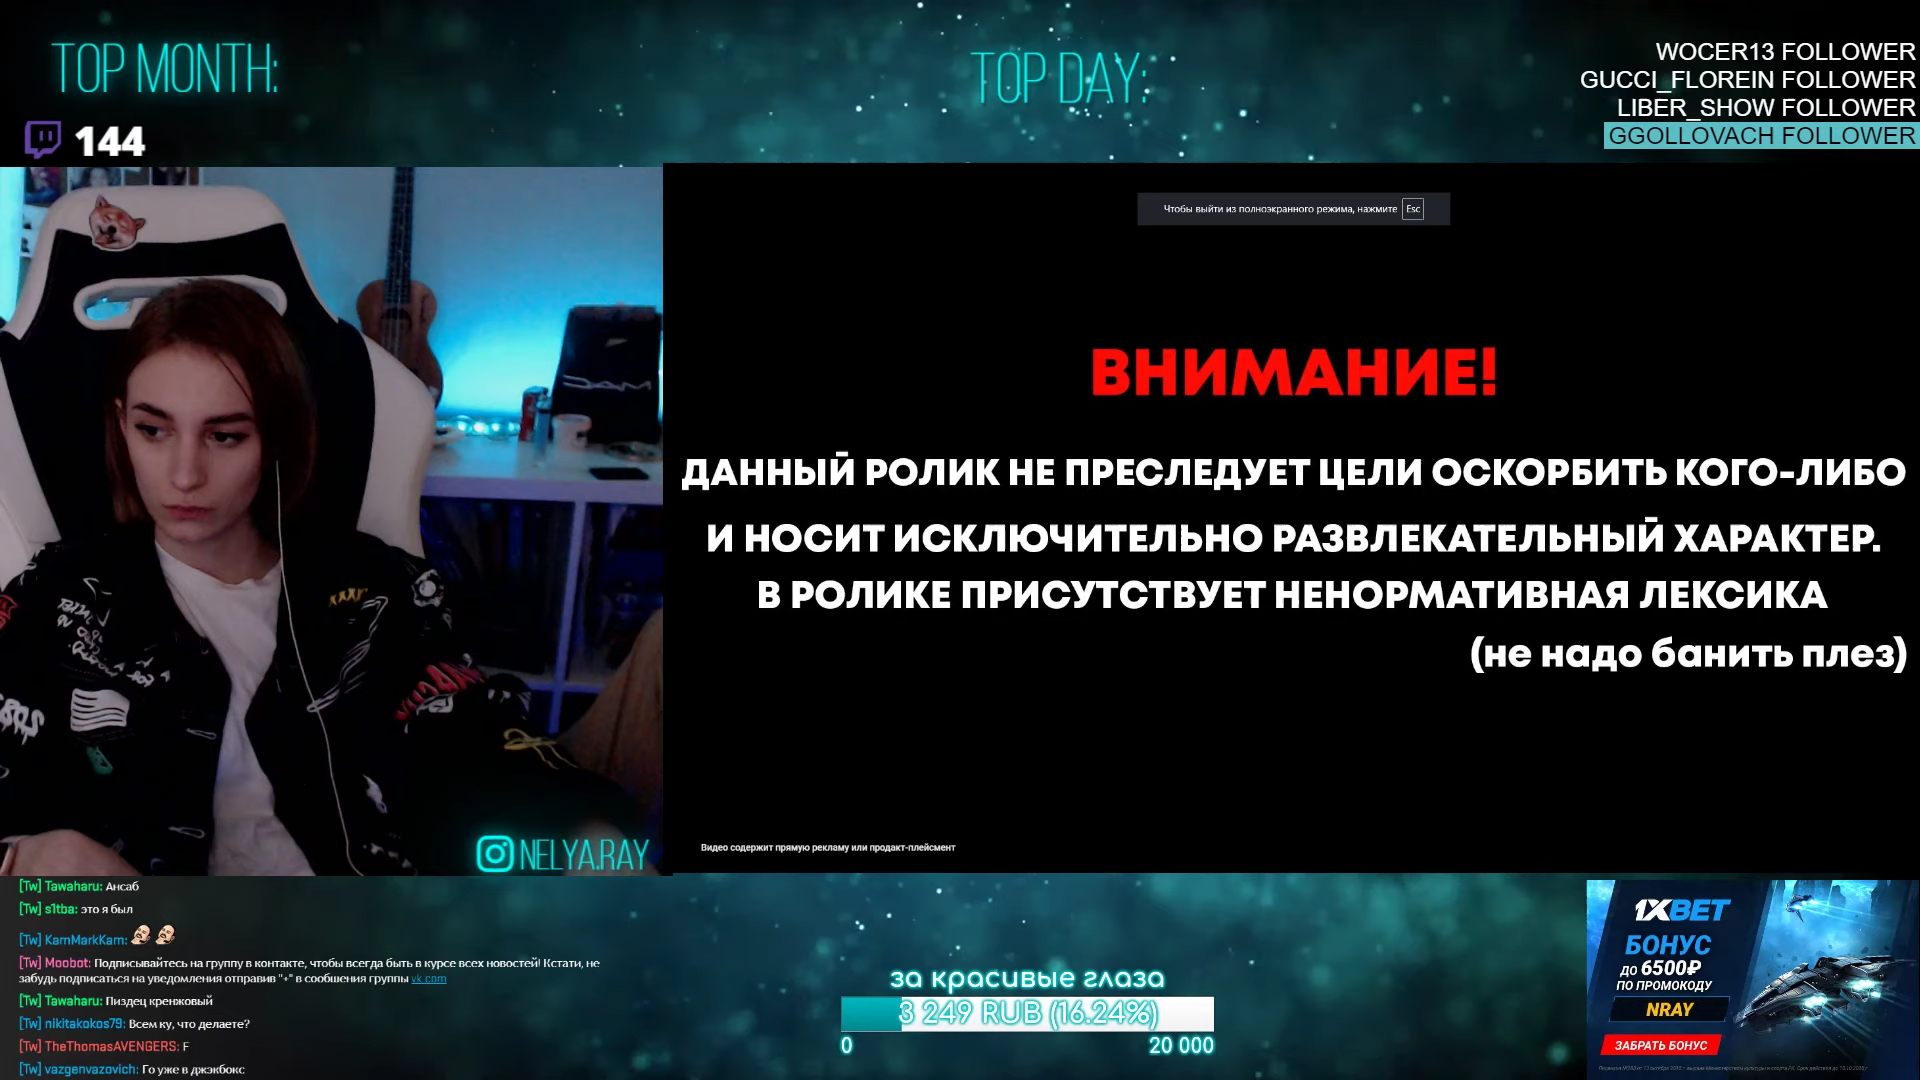 TOP MONTH:
TOP DAY:
WOCER13 FOLLOWER
GUCCI_FLOREIN FOLLOWER
LIBER_SHOW FOLLOWER
GGOLLOVACH FOLLOWER
144
Чтобы выйти из полноэкранного режима, нажмите Esc
ВНИМАНИЕ!
ДАННЫЙ РОЛИК НЕ ПРЕСЛЕДУЕТ ЦЕЛИ ОСКОРБИТЬ КОГО-ЛИБО
И НОСИТ ИСКЛЮЧИТЕЛЬНО РАЗВЛЕКАТЕЛЬНЫЙ ХАРАКТЕР.
В РОЛИКЕ ПРИСУТСТВУЕТ НЕНОРМАТИВНАЯ ЛЕКСИКА
(не надо банить плез)
Видео содержит прямую рекламу или продакт-плейсмент
NELYA.RAY
[Tw] Tawaharu: Ансаб
[Tw] s1tba: это я был
[Tw] KamMarkKam:
[Tw] Moobot: Подписывайтесь на группу в контакте, чтобы всегда быть в курсе всех новостей! Кстати, не
забудь подписаться на уведомления отправив "+" в сообщения группы vk.com
[Tw] Tawaharu: Пиздец кренжовый
[Tw] nikitakokos79: Всем ку, что делаете?
[Tw] TheThomasAVENGERS: F
[Tw] vazgenvazovich: Го уже в джэкбокс
за красивые глаза
3 249 RUB (16.24%)
0
20 000
1XBET
БОНУС
ДО 6500₽
ПО ПРОМОКОДУ
NRAY
ЗАБРАТЬ БОНУС